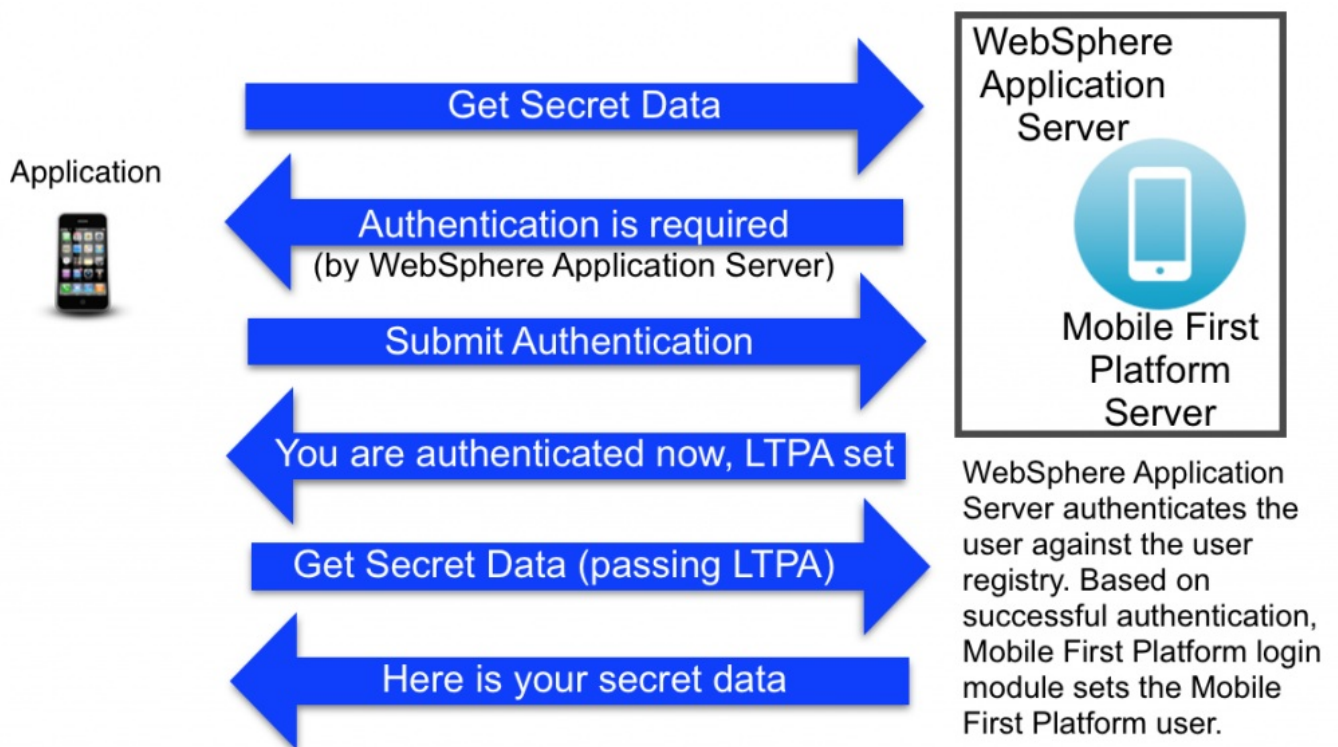 WebSphere
Application
Server
Get Secret Data
Application
Authentication is required
(by WebSphere Application Server)
Submit Authentication
Mobile First
Platform
Server
You are authenticated now, LTPA set
Get Secret Data (passing LTPA)
Here is your secret data
WebSphere Application
Server authenticates the
user against the user
registry. Based on
successful authentication,
Mobile First Platform login
module sets the Mobile
First Platform user.